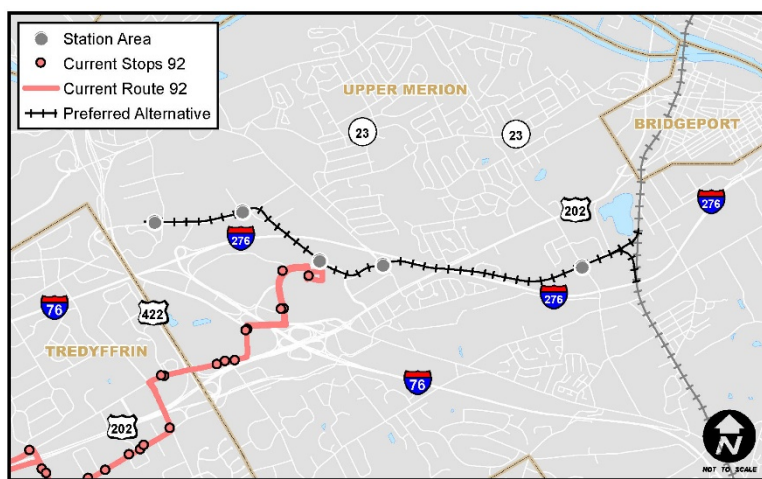 Station Area
Current Stops 92
Current Route 92
Preferred Alternative
UPPER MERION
23
23
BRIDGEPORT
202
276
276
276
76
422
TREDYFFRIN
76
202
N
NOT TO SCALE